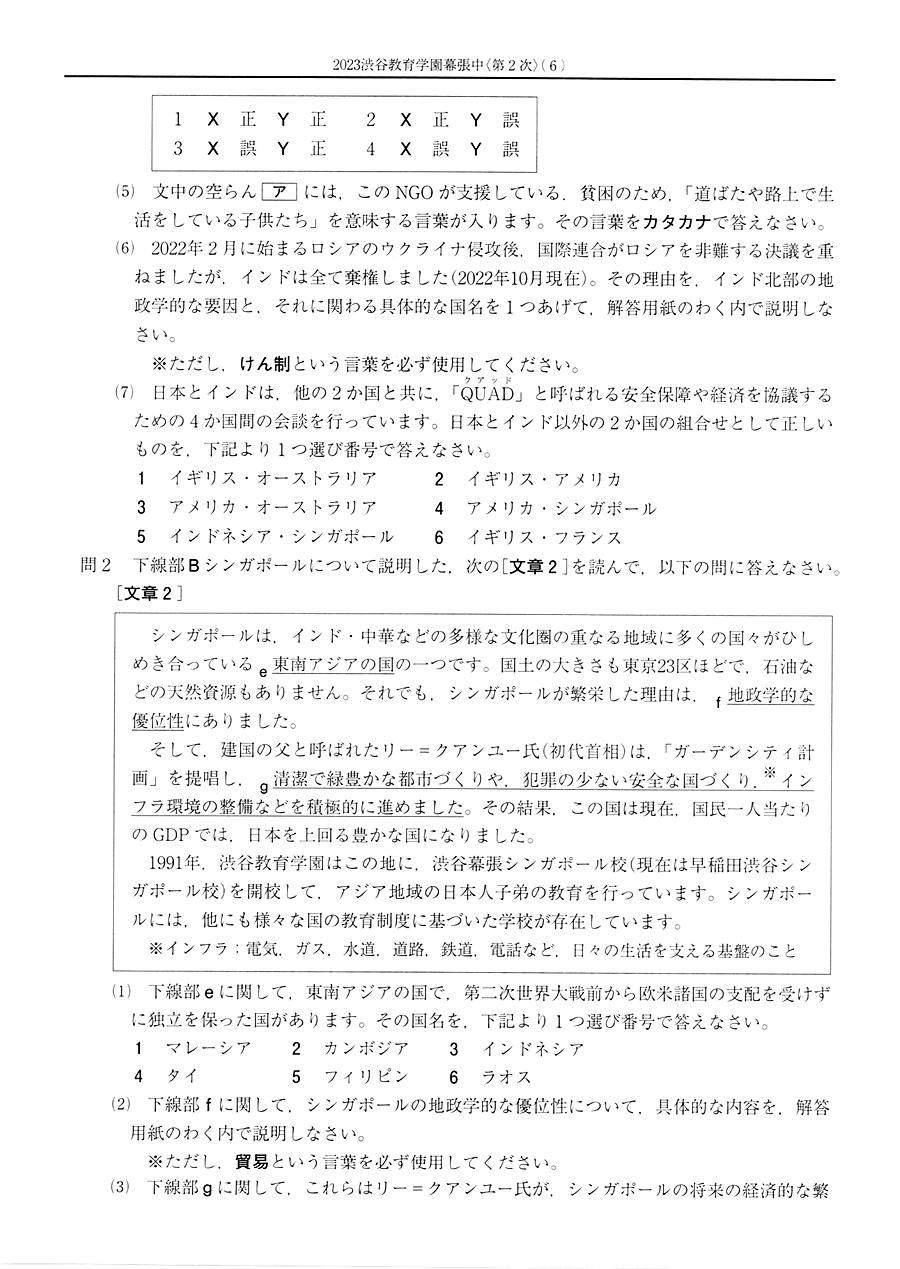 2023渋谷教育学園幕張中〈第2次〉(6)
1 X 正 Y 正 2 X 正 Y 誤
3 X 誤 Y 正 4 X 誤 Y 誤
(5) 文中の空らん ア には，このNGOが支援している，貧困のため，「道ばたや路上で生
活をしている子供たち」を意味する言葉が入ります。その言葉をカタカナで答えなさい。
(6) 2022年2月に始まるロシアのウクライナ侵攻後，国際連合がロシアを非難する決議を重
ねましたが，インドは全て棄権しました(2022年10月現在)。その理由を，インド北部の地
政学的な要因と，それに関わる具体的な国名を1つあげて，解答用紙のわく内で説明しな
さい。
※ただし，けん制という言葉を必ず使用してください。
(7) 日本とインドは，他の2か国と共に，「QUAD」と呼ばれる安全保障や経済を協議する
クアッド
ための4か国間の会談を行っています。日本とインド以外の2か国の組合せとして正しい
ものを，下記より1つ選び番号で答えなさい。
1 イギリス・オーストラリア 2 イギリス・アメリカ
3 アメリカ・オーストラリア 4 アメリカ・シンガポール
5 インドネシア・シンガポール 6 イギリス・フランス
問2 下線部Bシンガポールについて説明した，次の[文章2]を読んで，以下の問に答えなさい。
[文章2]
シンガポールは，インド・中華などの多様な文化圏の重なる地域に多くの国々がひし
めき合っているe東南アジアの国の一つです。国土の大きさも東京23区ほどで，石油な
どの天然資源もありません。それでも，シンガポールが繁栄した理由は，f地政学的な
優位性にありました。
そして，建国の父と呼ばれたリー＝クアンユー氏(初代首相)は，「ガーデンシティ計
画」を提唱し，g清潔で緑豊かな都市づくりや，犯罪の少ない安全な国づくり，※イン
フラ環境の整備などを積極的に進めました。その結果，この国は現在，国民一人当たり
のGDPでは，日本を上回る豊かな国になりました。
1991年，渋谷教育学園はこの地に，渋谷幕張シンガポール校(現在は早稲田渋谷シン
ガポール校)を開校して，アジア地域の日本人子弟の教育を行っています。シンガポー
ルには，他にも様々な国の教育制度に基づいた学校が存在しています。
※インフラ：電気，ガス，水道，道路，鉄道，電話など，日々の生活を支える基盤のこと
(1) 下線部eに関して，東南アジアの国で，第二次世界大戦前から欧米諸国の支配を受けず
に独立を保った国があります。その国名を，下記より1つ選び番号で答えなさい。
1 マレーシア 2 カンボジア 3 インドネシア
4 タイ 5 フィリピン 6 ラオス
(2) 下線部fに関して，シンガポールの地政学的な優位性について，具体的な内容を，解答
用紙のわく内で説明しなさい。
※ただし，貿易という言葉を必ず使用してください。
(3) 下線部gに関して，これらはリー＝クアンユー氏が，シンガポールの将来の経済的な繁